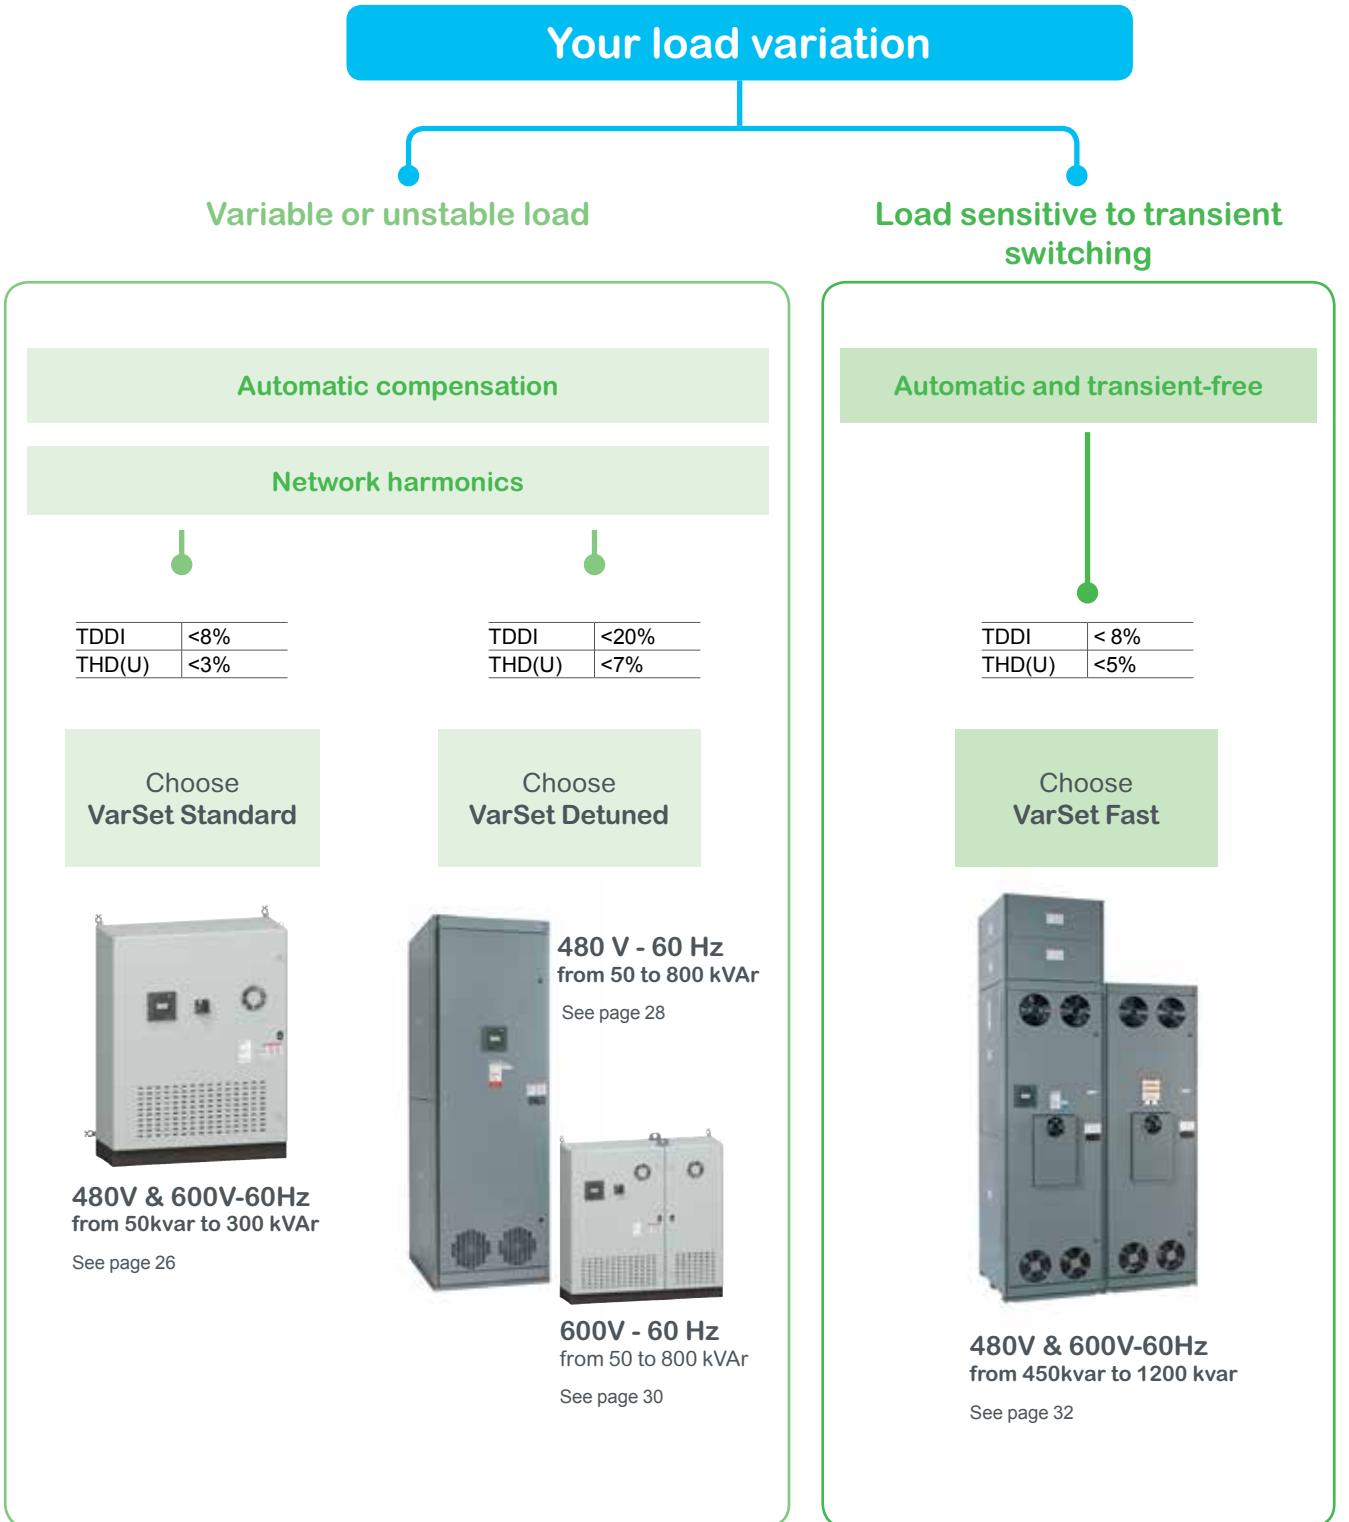 Your load variation
Variable or unstable load
Load sensitive to transient
switching
Automatic compensation
Network harmonics
TDDI <8%
THD(U) <3%
TDDI <20%
THD(U) <7%
Choose
VarSet Standard
Choose
VarSet Detuned
480V & 600V-60Hz
from 50kvar to 300 kVAr
See page 26
480 V - 60 Hz
from 50 to 800 kVAr
See page 28
600V - 60 Hz
from 50 to 800 kVAr
See page 30
Automatic and transient-free
TDDI < 8%
THD(U) <5%
Choose
VarSet Fast
480V & 600V-60Hz
from 450kvar to 1200 kvar
See page 32